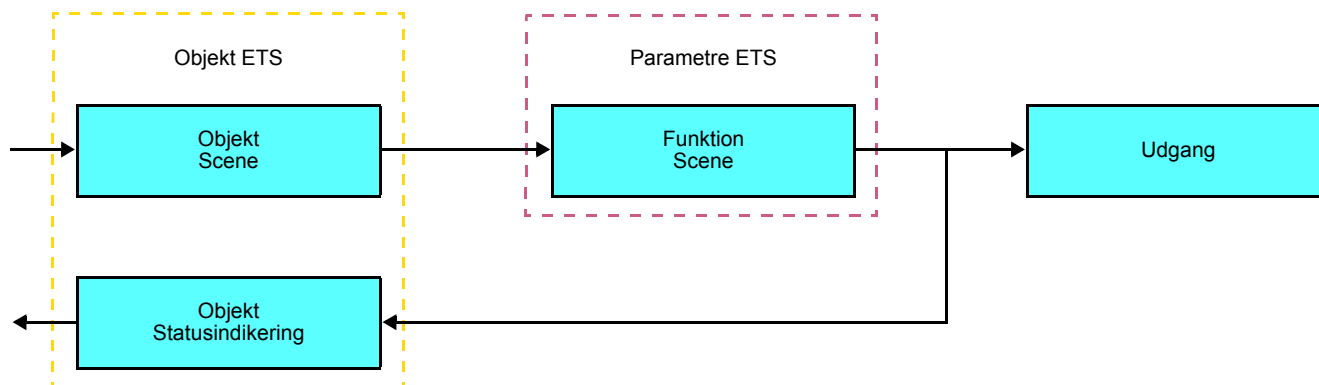 Objekt ETS
Parametre ETS
Objekt
Scene
Funktion
Scene
Udgang
Objekt
Statusindikering